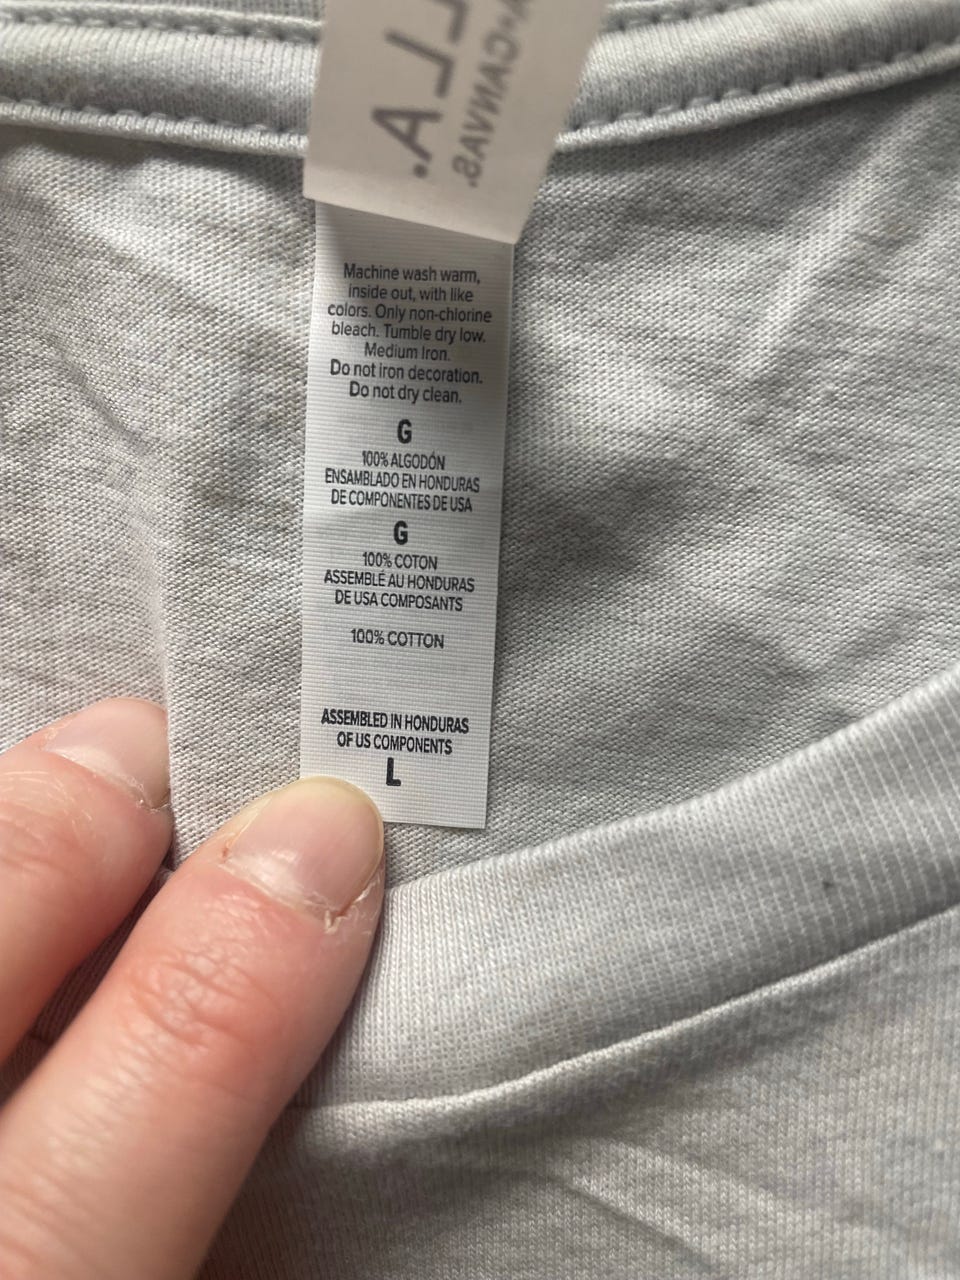 LLA.
+CANVAS.
Machine wash warm,
inside out, with like
colors. Only non-chlorine
bleach. Tumble dry low.
Medium Iron.
Do not iron decoration.
Do not dry clean.
G
100% ALGODÓN
ENSAMBLADO EN HONDURAS
DE COMPONENTES DE USA
G
100% COTON
ASSEMBLÉ AU HONDURAS
DE USA COMPOSANTS
100% COTTON
ASSEMBLED IN HONDURAS
OF US COMPONENTS
L